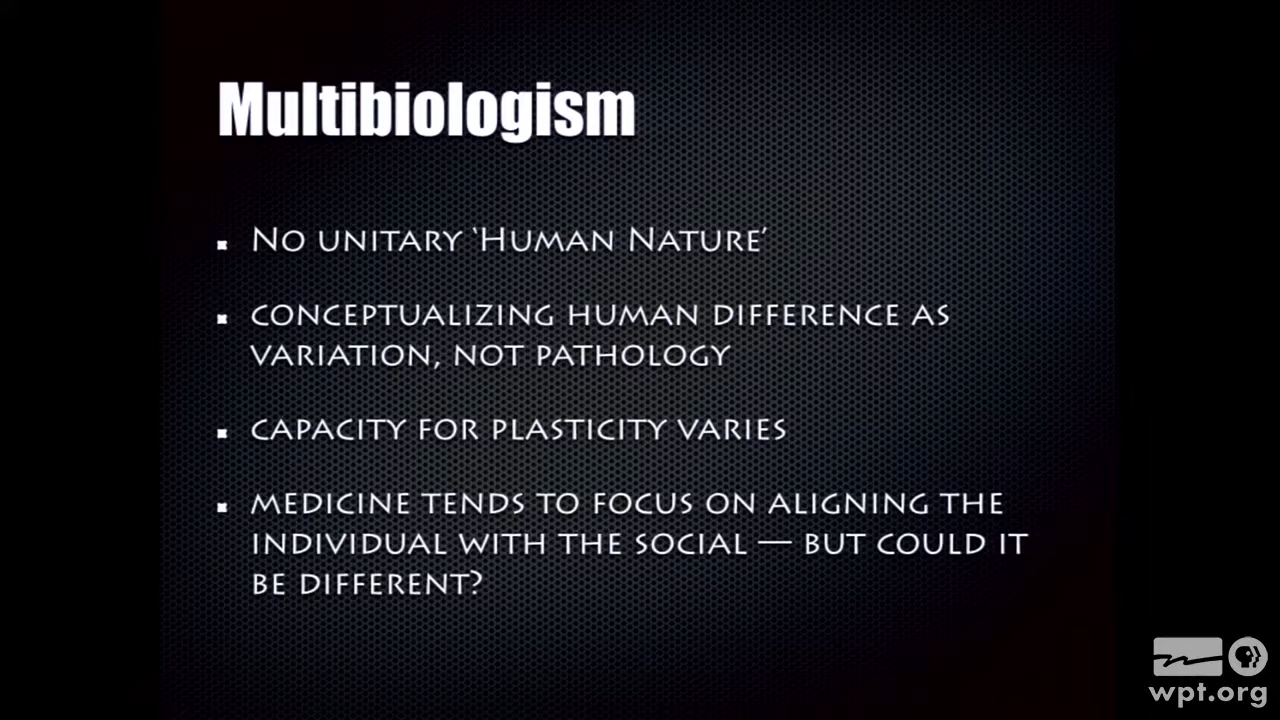 Multibiologism
▪ No unitary ‘Human Nature’
▪ conceptualizing human difference as
variation, not pathology
▪ capacity for plasticity varies
▪ medicine tends to focus on aligning the
individual with the social — but could it
be different?
wpt.org